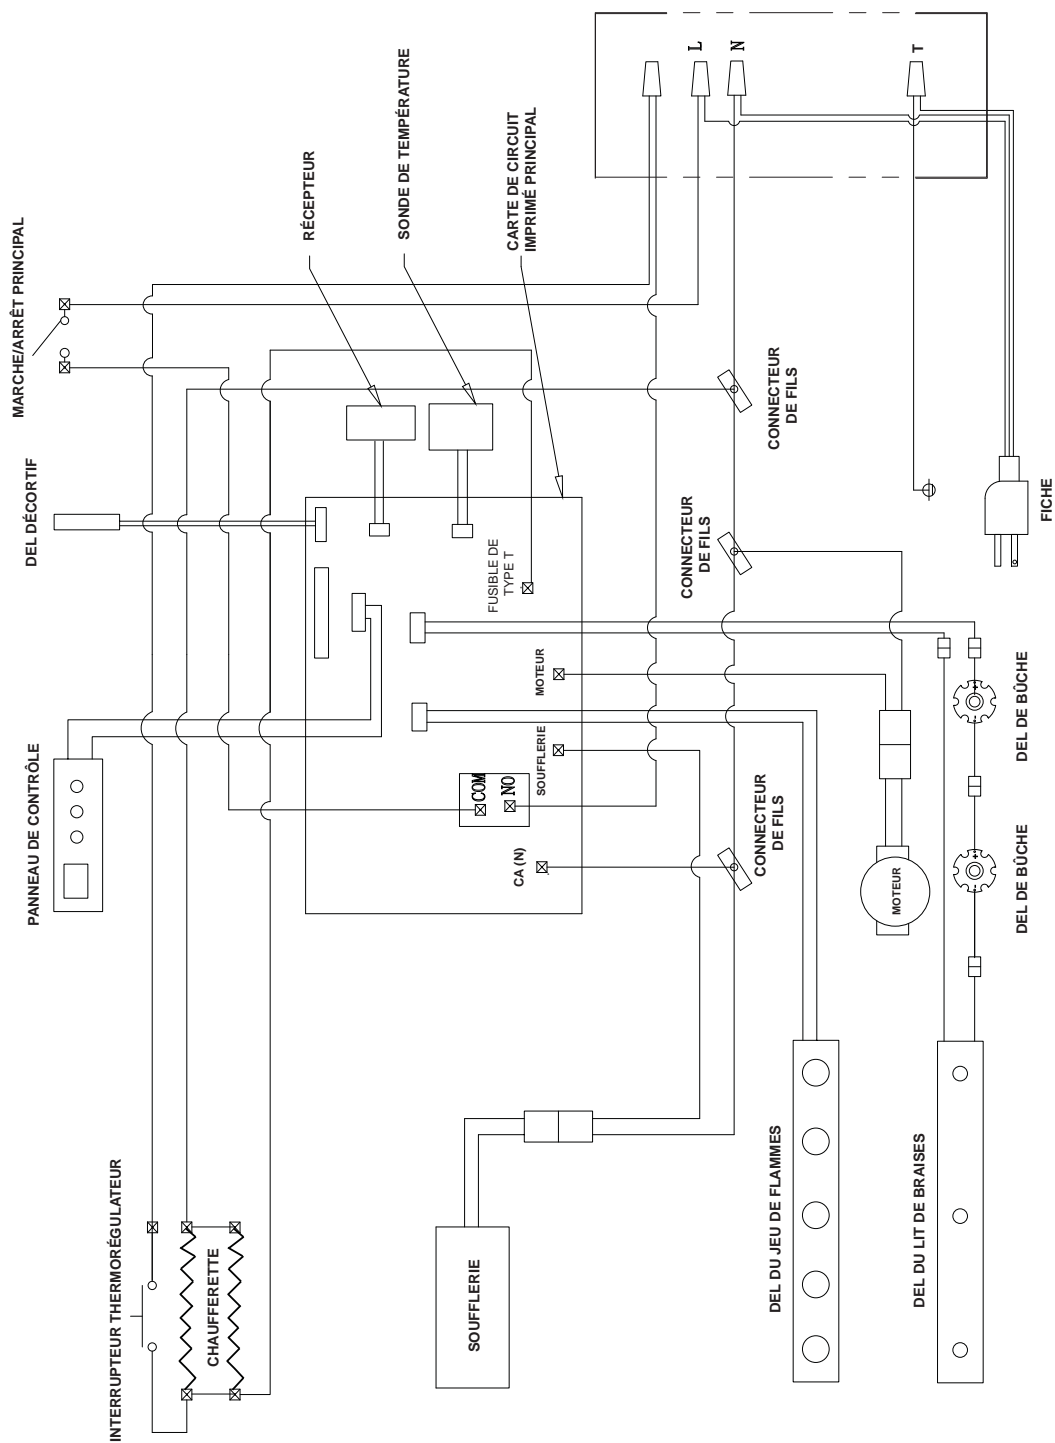 MARCHE/ARRÊT PRINCIPAL
DEL DÉCORTIF
PANNEAU DE CONTRÔLE
INTERRUPTEUR THERMORÉGULATEUR
CHAUFFERETTE
RÉCEPTEUR
SONDE DE TEMPÉRATURE
CARTE DE CIRCUIT
IMPRIMÉ PRINCIPAL
FUSIBLE DE
TYPE T
MOTEUR
SOUFFLERIE
COM
NO
CA (N)
L
N
T
CONNECTEUR
DE FILS
CONNECTEUR
DE FILS
CONNECTEUR
DE FILS
FICHE
SOUFFLERIE
MOTEUR
DEL DE BÛCHE
DEL DE BÛCHE
DEL DU JEU DE FLAMMES
DEL DU LIT DE BRAISES